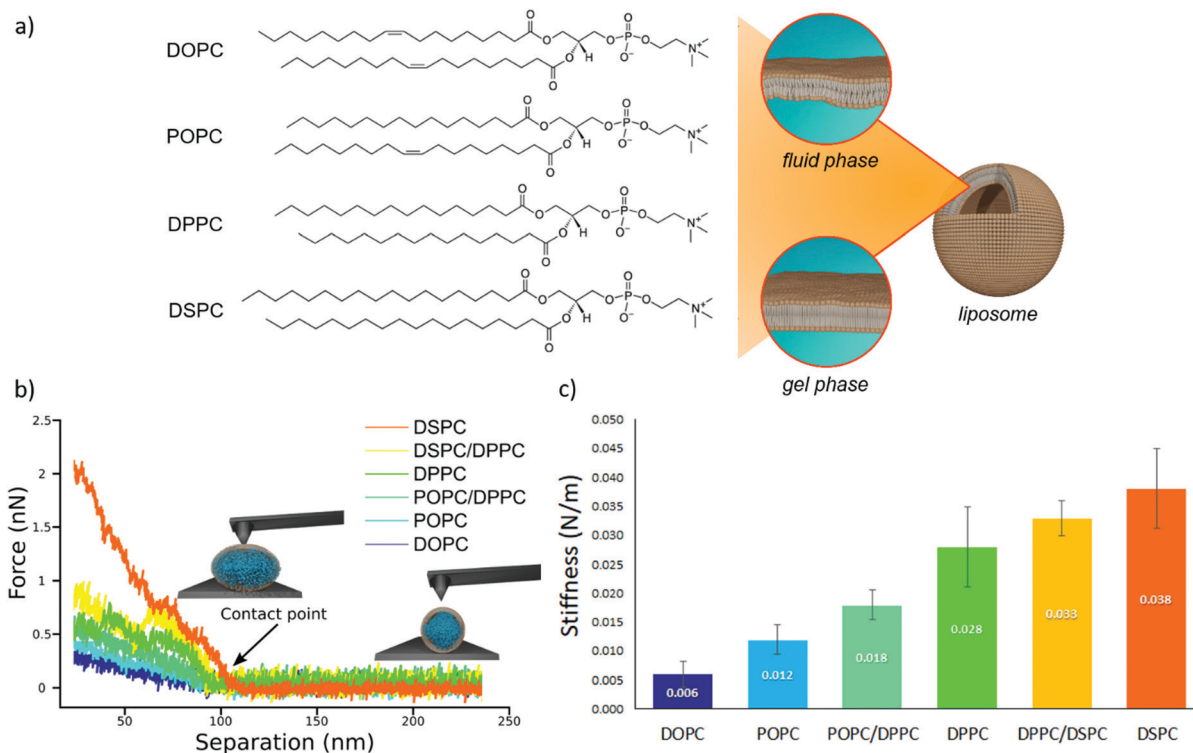 a)
DOPC
POPC
DPPC
DSPC
O
O
O
H
O
O
P
O
O⁻
O
N⁺
O
O
O
H
O
O
P
O
O⁻
O
N⁺
O
O
O
H
O
O
P
O
O⁻
O
N⁺
O
O
O
H
O
O
P
O
O⁻
O
N⁺
fluid phase
gel phase
liposome
b)
Force (nN)
2.5
2
1.5
1
0.5
0
DSPC
DSPC/DPPC
DPPC
POPC/DPPC
POPC
DOPC
Contact point
50
100
150
200
250
Separation (nm)
c)
Stiffness (N/m)
0.050
0.045
0.040
0.035
0.030
0.025
0.020
0.015
0.010
0.005
0.000
0.006
0.012
0.018
0.028
0.033
0.038
DOPC
POPC
POPC/DPPC
DPPC
DPPC/DSPC
DSPC